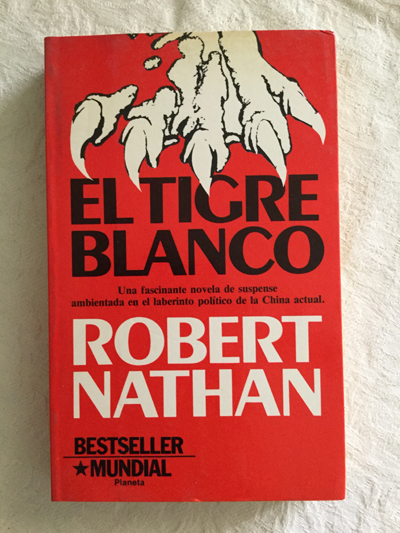 EL TIGRE
BLANCO
Una fascinante novela de suspense
ambientada en el laberinto político de la China actual.
ROBERT
NATHAN
BESTSELLER
★MUNDIAL
Planeta